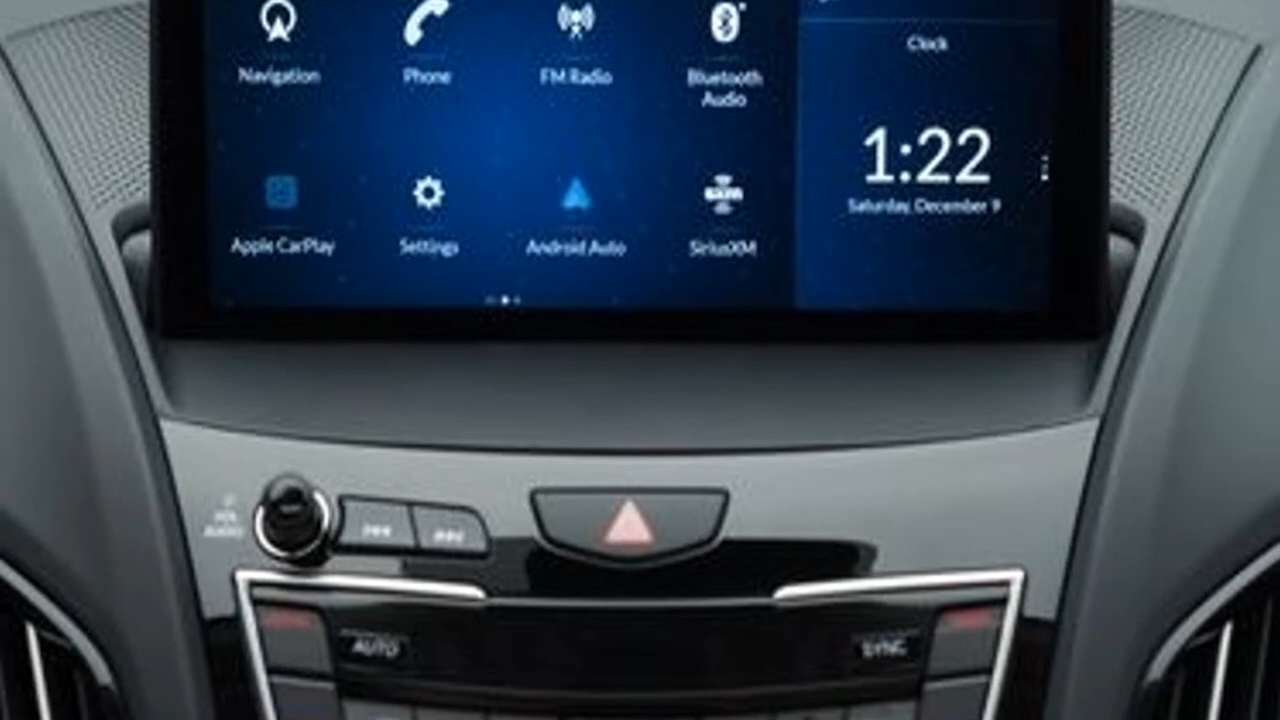 Navigation
Phone
FM Radio
Bluetooth
Audio
Clock
1:22
Saturday, December 9
Apple CarPlay
Settings
Android Auto
SiriusXM
AUDIO
AUTO
SYNC